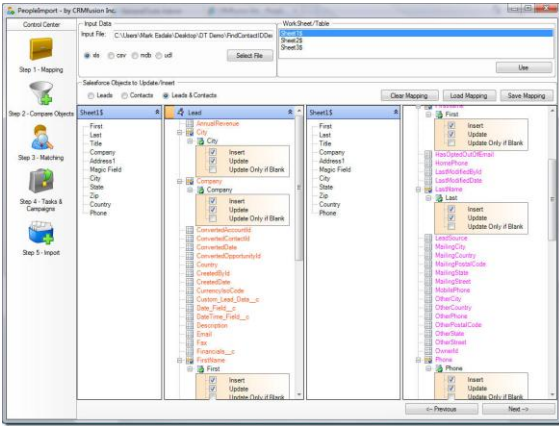 PeopleImport - by CRMfusion Inc.
Control Center
Step 1 - Mapping
Step 2 - Compare Objects
Step 3 - Matching
Step 4 - Tasks & Campaigns
Step 5 - Import
Input Data
Input File: C:\Users\Mark Eadale\Desktop\DT Demo\FindContactIDDe
xls csv mdb udl
Select File
WorkSheet/Table
Sheet1$
Sheet2$
Sheet3$
Use
Salesforce Objects to Update/Insert
Leads Contacts Leads & Contacts
Clear Mapping Load Mapping Save Mapping
Sheet1$
First
Last
Title
Company
Address1
Magic Field
City
State
Zip
Country
Phone
Lead
AnnualRevenue
City
City
Insert
Update
Update Only if Blank
Company
Company
Insert
Update
Update Only if Blank
ConvertedAccountId
ConvertedContactId
ConvertedDate
ConvertedOpportunityId
Country
CreatedById
CreatedDate
CurrencyIsoCode
Custom_Lead_Date__c
Date_Field__c
DateTime_Field__c
Description
Email
Fax
Financials__c
FirstName
First
Insert
Update
Update Only if Blank
Sheet1$
First
Last
Title
Company
Address1
Magic Field
City
State
Zip
Country
Phone
First
Insert
Update
Update Only if Blank
HasOptedOutOfEmail
HomePhone
LastModifiedById
LastModifiedDate
LastName
Last
Insert
Update
Update Only if Blank
LeadSource
MailingCity
MailingCountry
MailingPostalCode
MailingState
MailingStreet
MobilePhone
OtherCity
OtherCountry
OtherPhone
OtherPostalCode
OtherState
OtherStreet
OwnerId
Phone
Phone
Insert
Update
Update Only if Blank
<- Previous Next ->